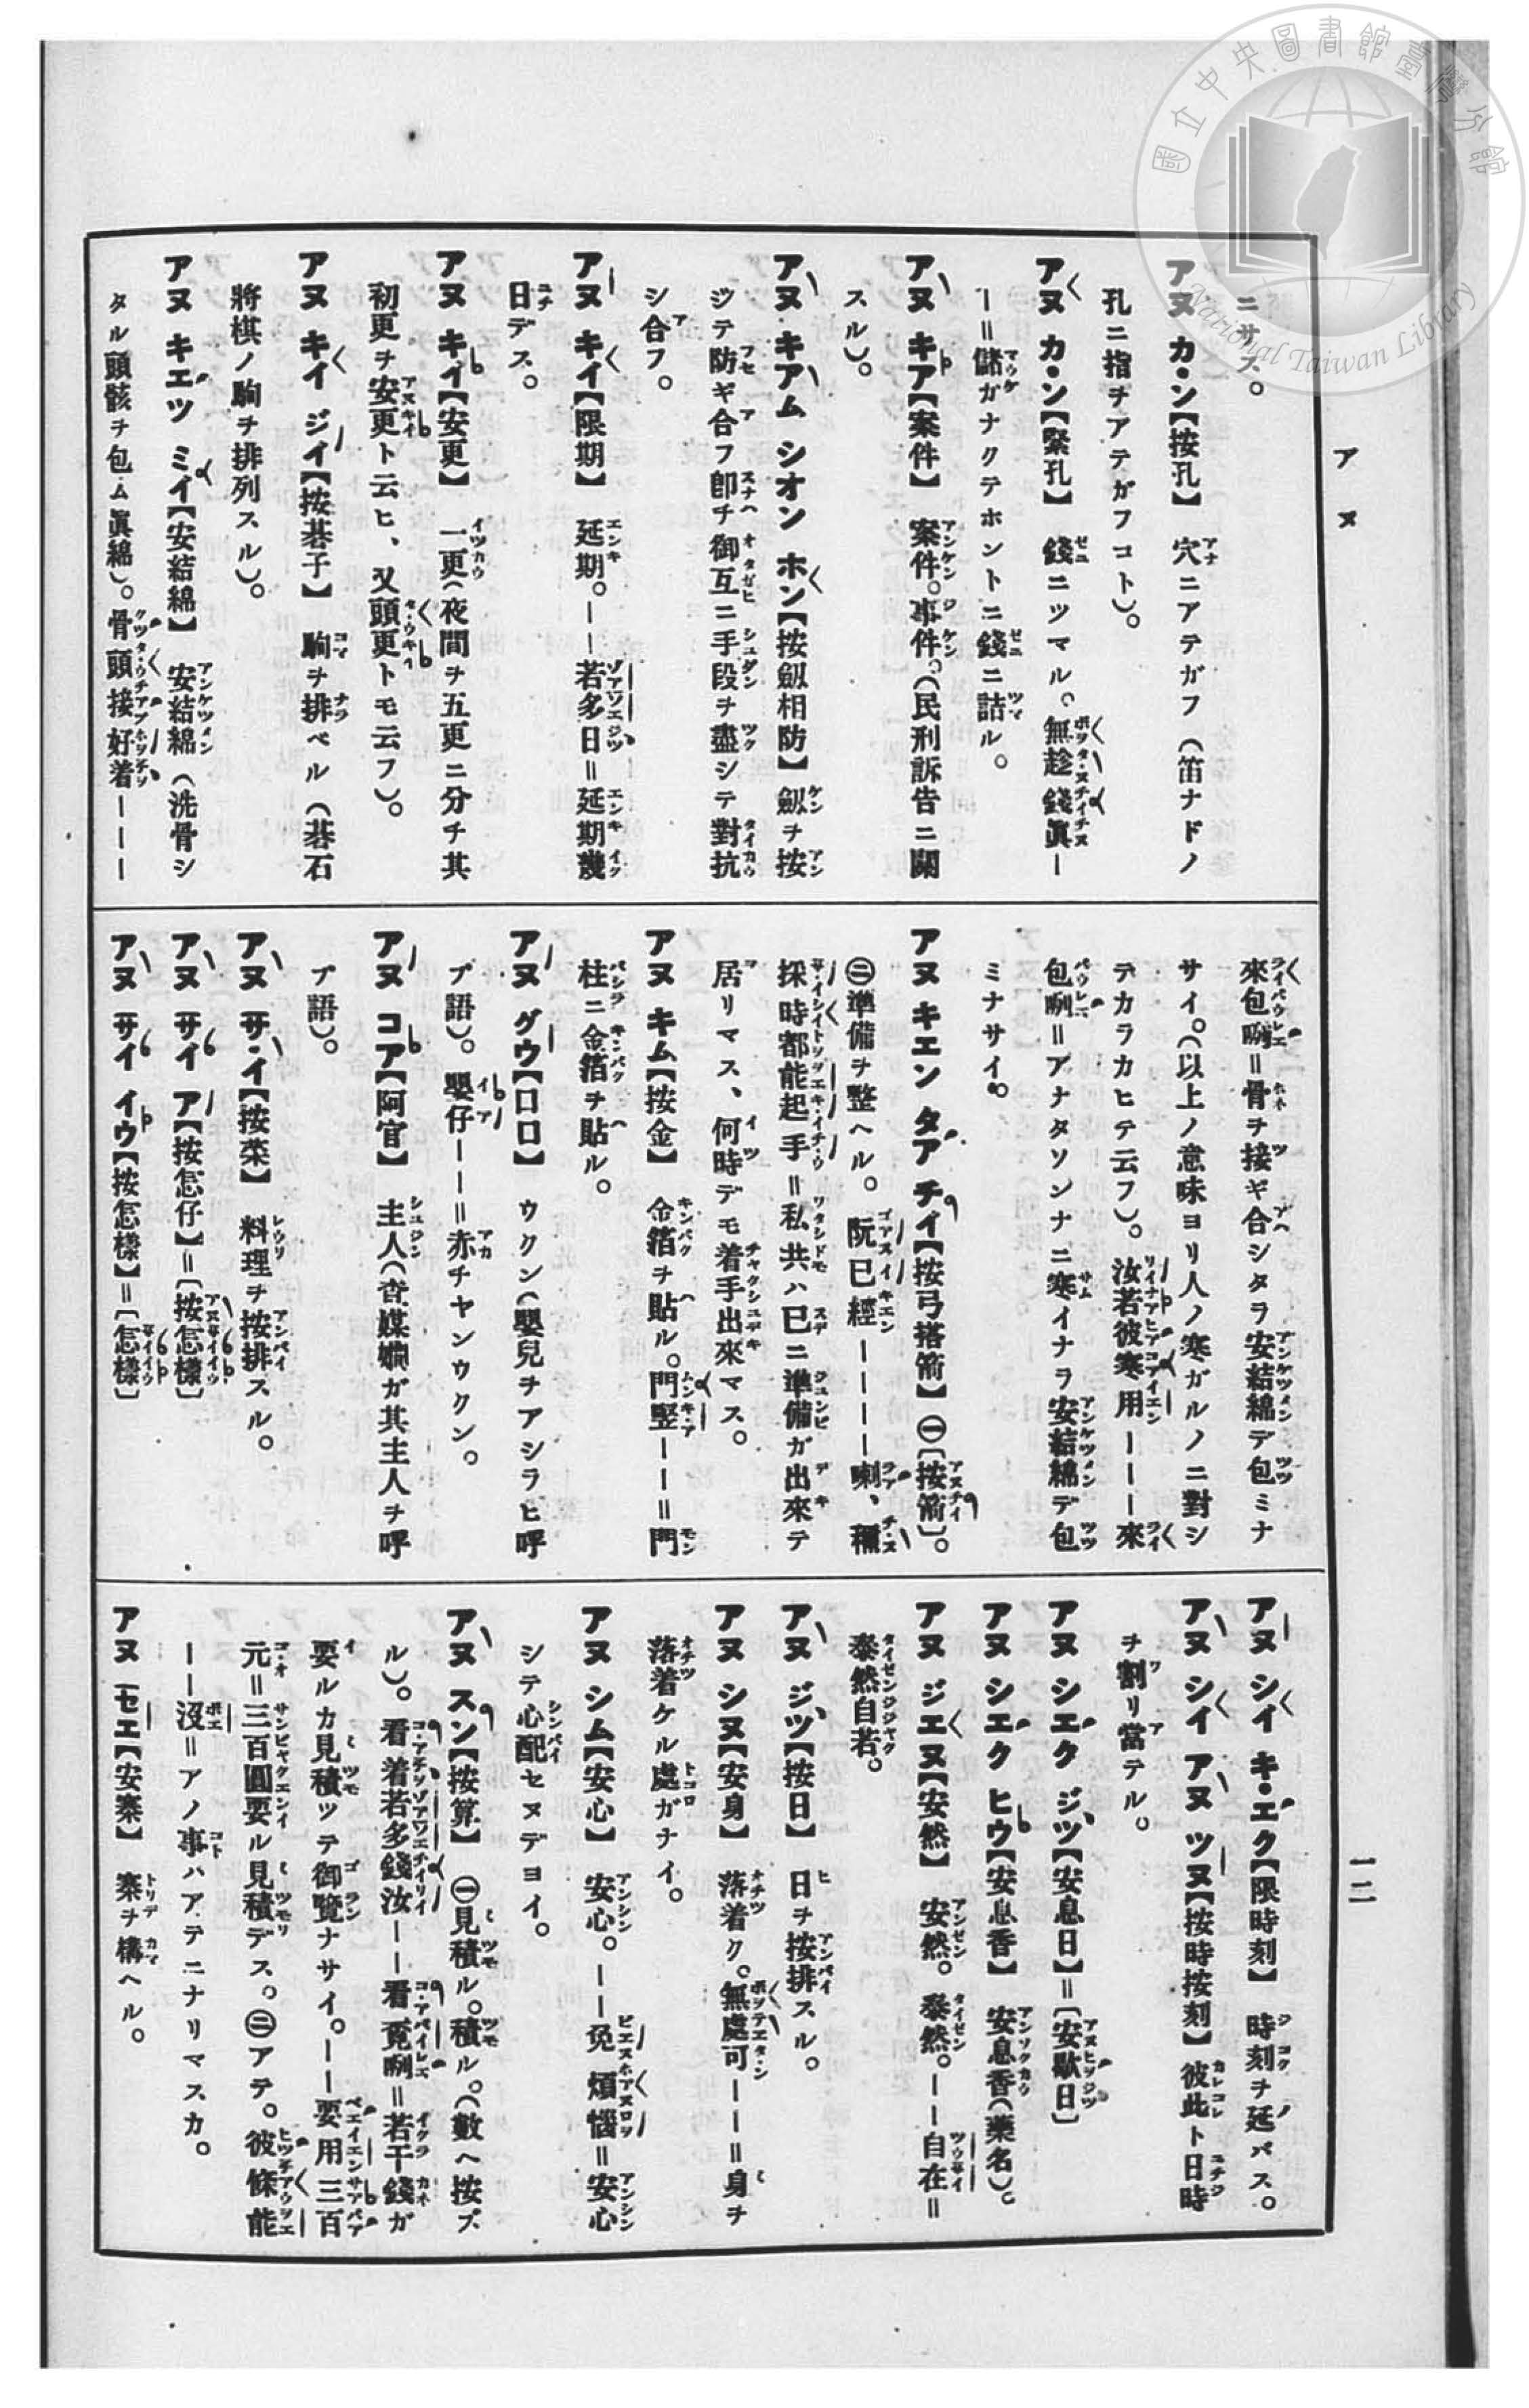 國立中央圖書館臺灣分館
National Taiwan Library
アヌ
一二
ニサス。
アヌ カ・ン【按孔】 穴ニアテガフ（笛ナドノ
孔ニ指ヲアテガフコト）。
アヌ カ・ン【緊孔】 錢ニツマル。無趁錢眞ー
ー＝儲ガナクテホントニ錢ニ詰ル。
アヌ キア【案件】 案件。事件。（民刑訴告ニ關
スル）。
アヌ キアム シオン ホン【按劔相防】 劔ヲ按
ジテ防ギ合フ卽チ御互ニ手段ヲ盡シテ對抗
シ合フ。
アヌ キイ【限期】 延期。ーー若多日＝延期幾
日デス。
アヌ キイ【安更】 一更（夜間ヲ五更ニ分チ其
初更ヲ安更ト云ヒ、又頭更トモ云フ）。
アヌ キイ ジイ【按碁子】 駒ヲ排ベル（碁石
將棋ノ駒ヲ排列スル）。
アヌ キエツ ミイ【安結綿】 安結綿（洗骨シ
タル頭骸ヲ包ム眞綿）。骨頭接好着ーーー
來包咧＝骨ヲ接ギ合シタラ安結綿デ包ミナ
サイ。（以上ノ意味ヨリ人ノ寒ガルノニ對シ
テカラカヒテ云フ）。汝若彼寒用ーーー來
包咧＝アナタソンナニ寒イナラ安結綿デ包
ミナサイ。
アヌ キエン タア チイ【按弓搭箭】 ㊀〔按箭〕。
㊁準備ヲ整ヘル。阮已經ーーーー喇、穪
採時都能起手＝私共ハ已ニ準備ガ出來テ
居リマス、何時デモ着手出來マス。
アヌ キム【按金】 金箔ヲ貼ル。門竪ーー＝門
柱ニ金箔ヲ貼ル。
アヌ グウ【口口】 ウクン（嬰兒ヲアシラヒ呼
ブ語）。嬰仔ーー＝赤チヤンウクン。
アヌ コア【阿官】 主人（査媒嫺ガ其主人ヲ呼
ブ語）。
アヌ サ・イ【按菜】 料理ヲ按排スル。
アヌ サイ ア【按怎仔】＝〔按怎樣〕
アヌ サイ イウ【按怎樣】＝〔怎樣〕
アヌ シイ キ・エク【限時刻】 時刻ヲ延バス。
アヌ シイ アヌ ツヌ【按時按刻】 彼此ト日時
ヲ割リ當テル。
アヌ シエク ジツ【安息日】＝〔安歇日〕
アヌ シエク ヒウ【安息香】 安息香（藥名）。
アヌ ジエヌ【安然】 安然。泰然。ーー自在＝
泰然自若。
アヌ ジツ【按日】 日ヲ按排スル。
アヌ シヌ【安身】 落着ク。無處可ーー＝身ヲ
落着ケル處ガナイ。
アヌ シム【安心】 安心。ーー免煩惱＝安心
シテ心配セヌデヨイ。
アヌ スン【按算】 ㊀見積ル。積ル。（數ヘ按ズ
ル）。看着若多錢汝ーー看覔咧＝若干錢ガ
要ルカ見積ツテ御覽ナサイ。ーー要用三百
元＝三百圓要ル見積デス。㊁アテ。彼條能
ーー沒＝アノ事ハアテニナリマスカ。
アヌ セエ【安寨】 寨ヲ構ヘル。